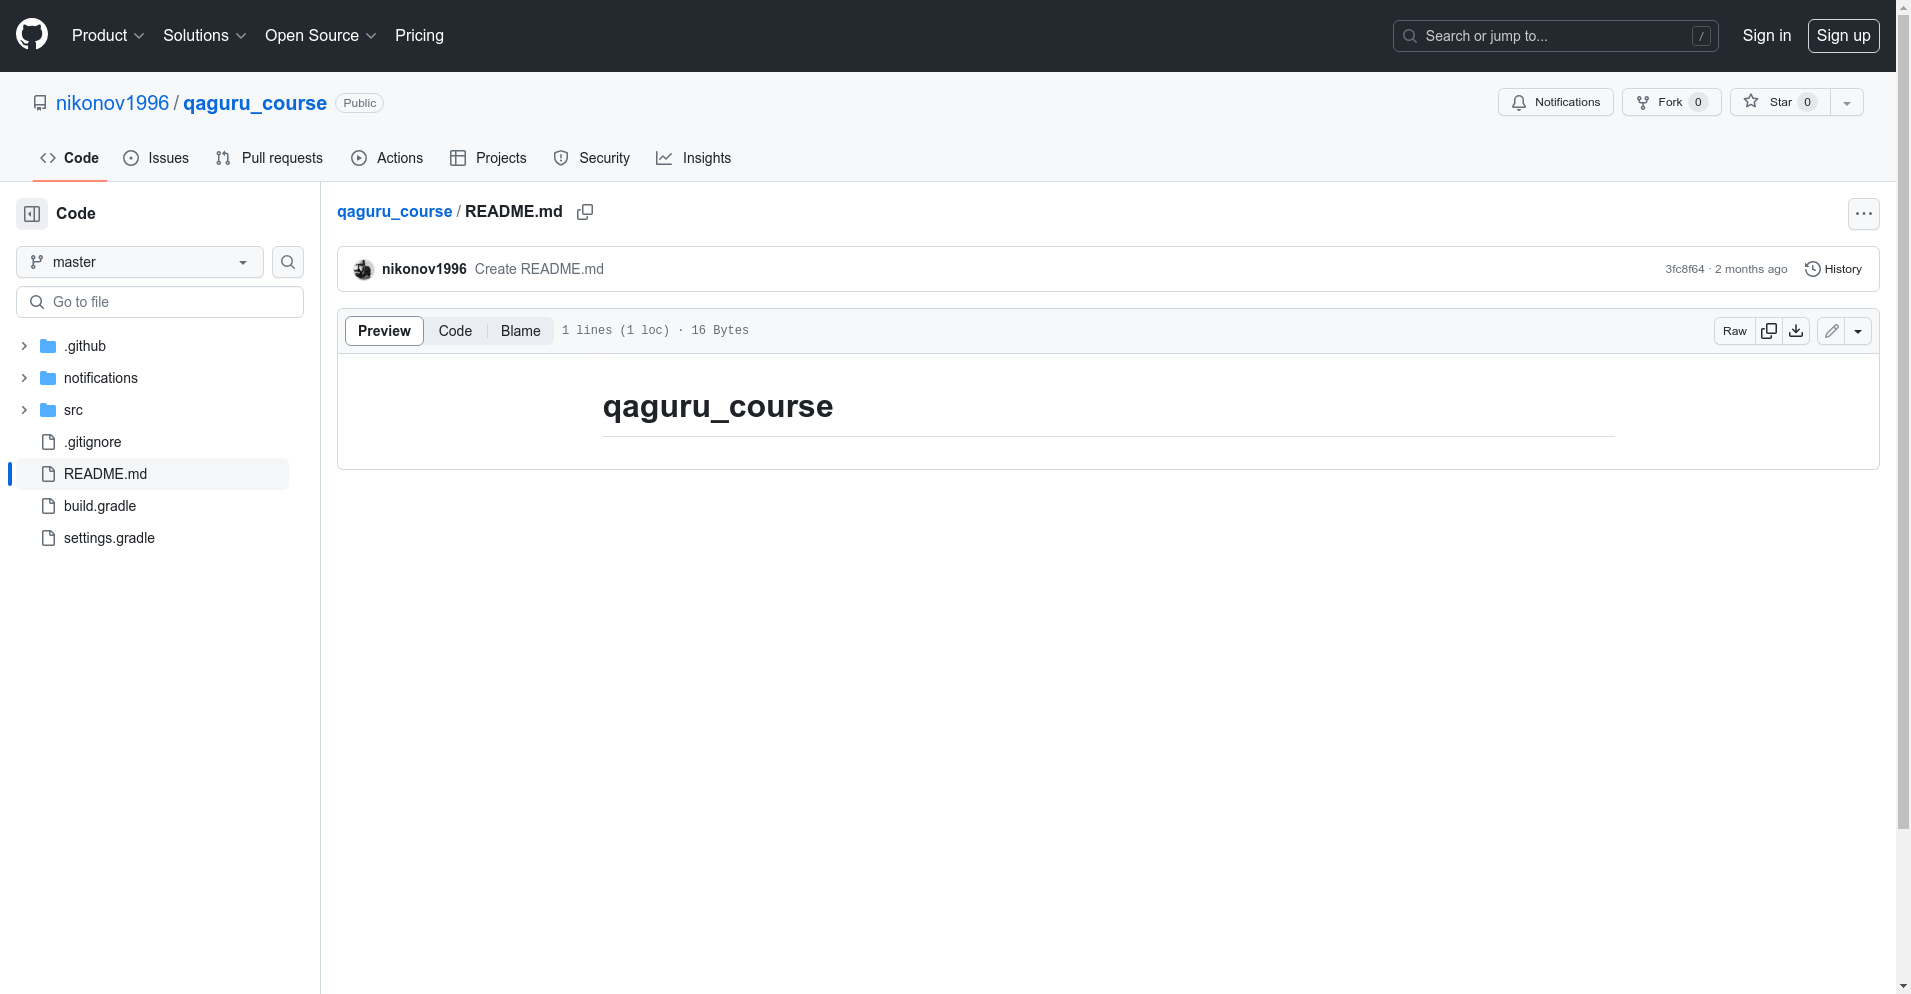 Product Solutions Open Source Pricing Search or jump to... / Sign in Sign up
nikonov1996 / qaguru_course Public Notifications Fork 0 Star 0
Code Issues Pull requests Actions Projects Security Insights
Code
master
Go to file
.github
notifications
src
.gitignore
README.md
build.gradle
settings.gradle
qaguru_course / README.md
nikonov1996 Create README.md 3fc8f64 · 2 months ago History
Preview Code Blame 1 lines (1 loc) · 16 Bytes Raw
qaguru_course